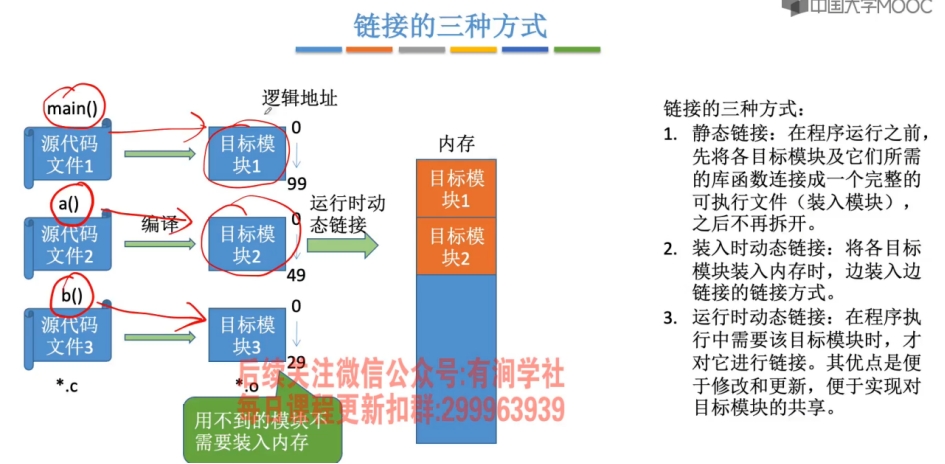 中国大学MOOC
链接的三种方式
main()
源代码
文件1
a()
源代码
文件2
b()
源代码
文件3
*.c
编译
逻辑地址
目标模
块1
0
99
目标模
块2
0
49
目标模
块3
0
29
*.o
用不到的模块不
需要装入内存
运行时动
态链接
内存
目标模
块1
目标模
块2
链接的三种方式:
1. 静态链接:在程序运行之前,
先将各目标模块及它们所需
的库函数连接成一个完整的
可执行文件(装入模块),
之后不再拆开。
2. 装入时动态链接:将各目标
模块装入内存时,边装入边
链接的链接方式。
3. 运行时动态链接:在程序执
行中需要该目标模块时,才
对它进行链接。其优点是便
于修改和更新,便于实现对
目标模块的共享。
后续关注微信公众号:有涧学社
每日课程更新扣群:299963939